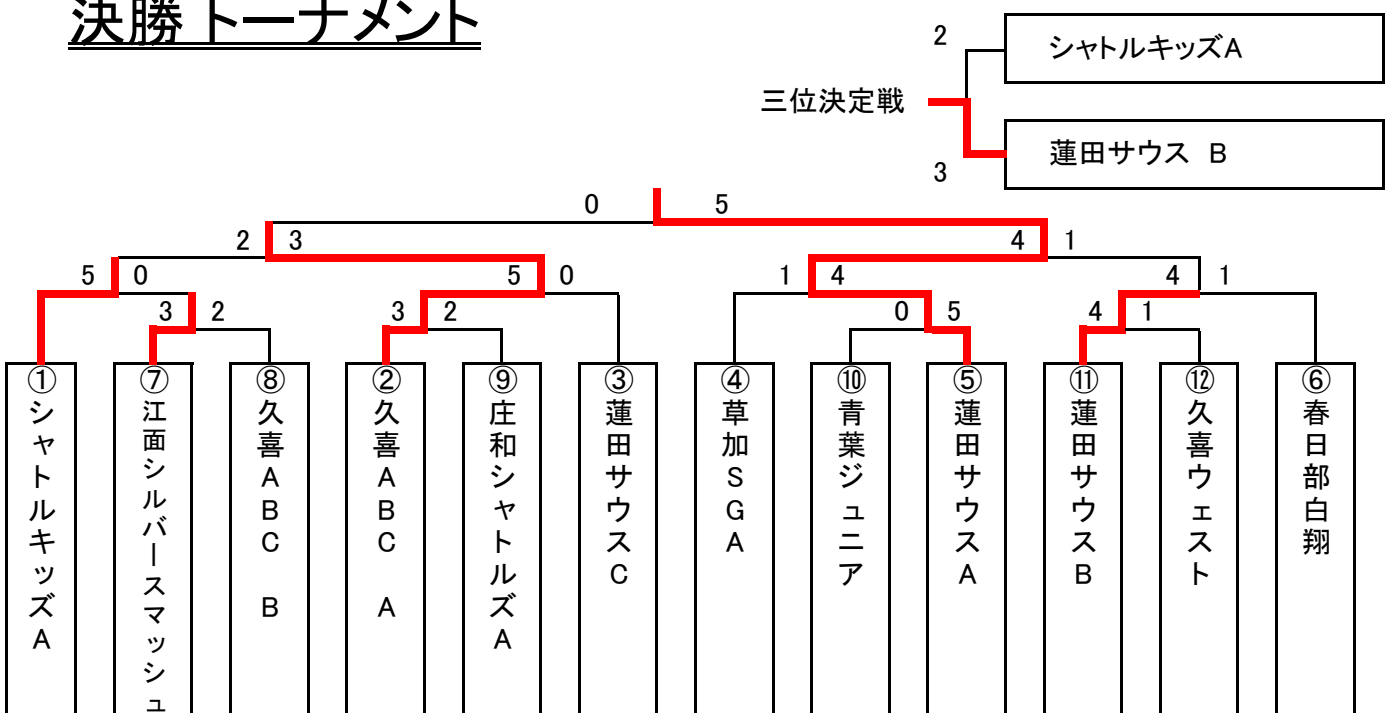 決勝 トーナメント
2
シャトルキッズA
三位決定戦
蓮田サウス B
3
0 5
2 3 4 1
5 0 5 0 1 4 4 1
3 2 3 2 0 5 4 1
①シャトルキッズA
⑦江面シルバースマッシュ
⑧久喜ABC B
②久喜ABC A
⑨庄和シャトルズA
③蓮田サウスC
④草加SGA
⑩青葉ジュニア
⑤蓮田サウスA
⑪蓮田サウスB
⑫久喜ウェスト
⑥春日部白翔